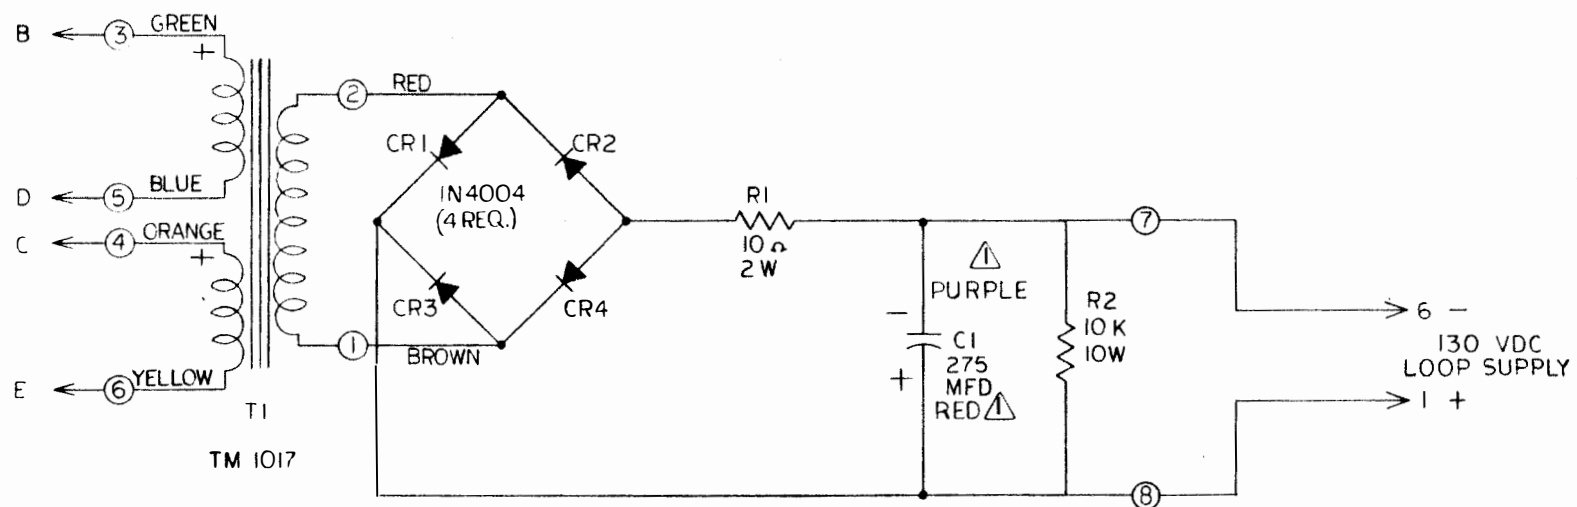 B
3
GREEN
+
D
5
BLUE
C
4
ORANGE
+
E
6
YELLOW
T1
TM 1017
2
RED
1
BROWN
CR1
CR2
IN4004
(4 REQ.)
CR3
CR4
R1
10 Ω
2 W
1
PURPLE
−
C1
275
+
MFD
RED 1
R2
10 K
10W
7
8
6 −
130 VDC
LOOP SUPPLY
1 +